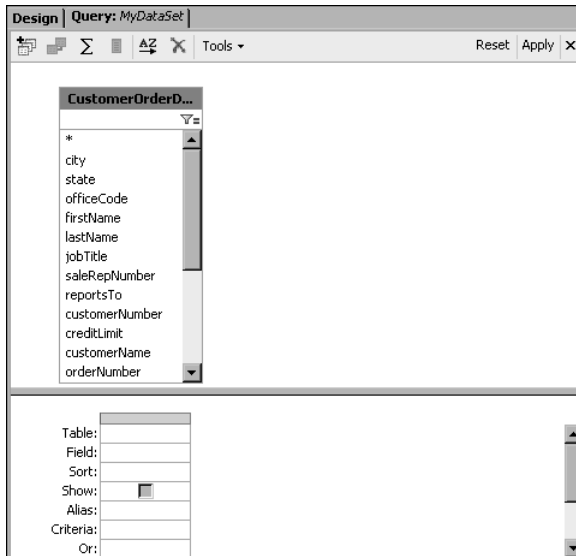 Design | Query: MyDataSet |
Σ AZ Tools Reset | Apply | ×
CustomerOrderD...
*
city
state
officeCode
firstName
lastName
jobTitle
saleRepNumber
reportsTo
customerNumber
creditLimit
customerName
orderNumber
Table:
Field:
Sort:
Show:
Alias:
Criteria:
Or: